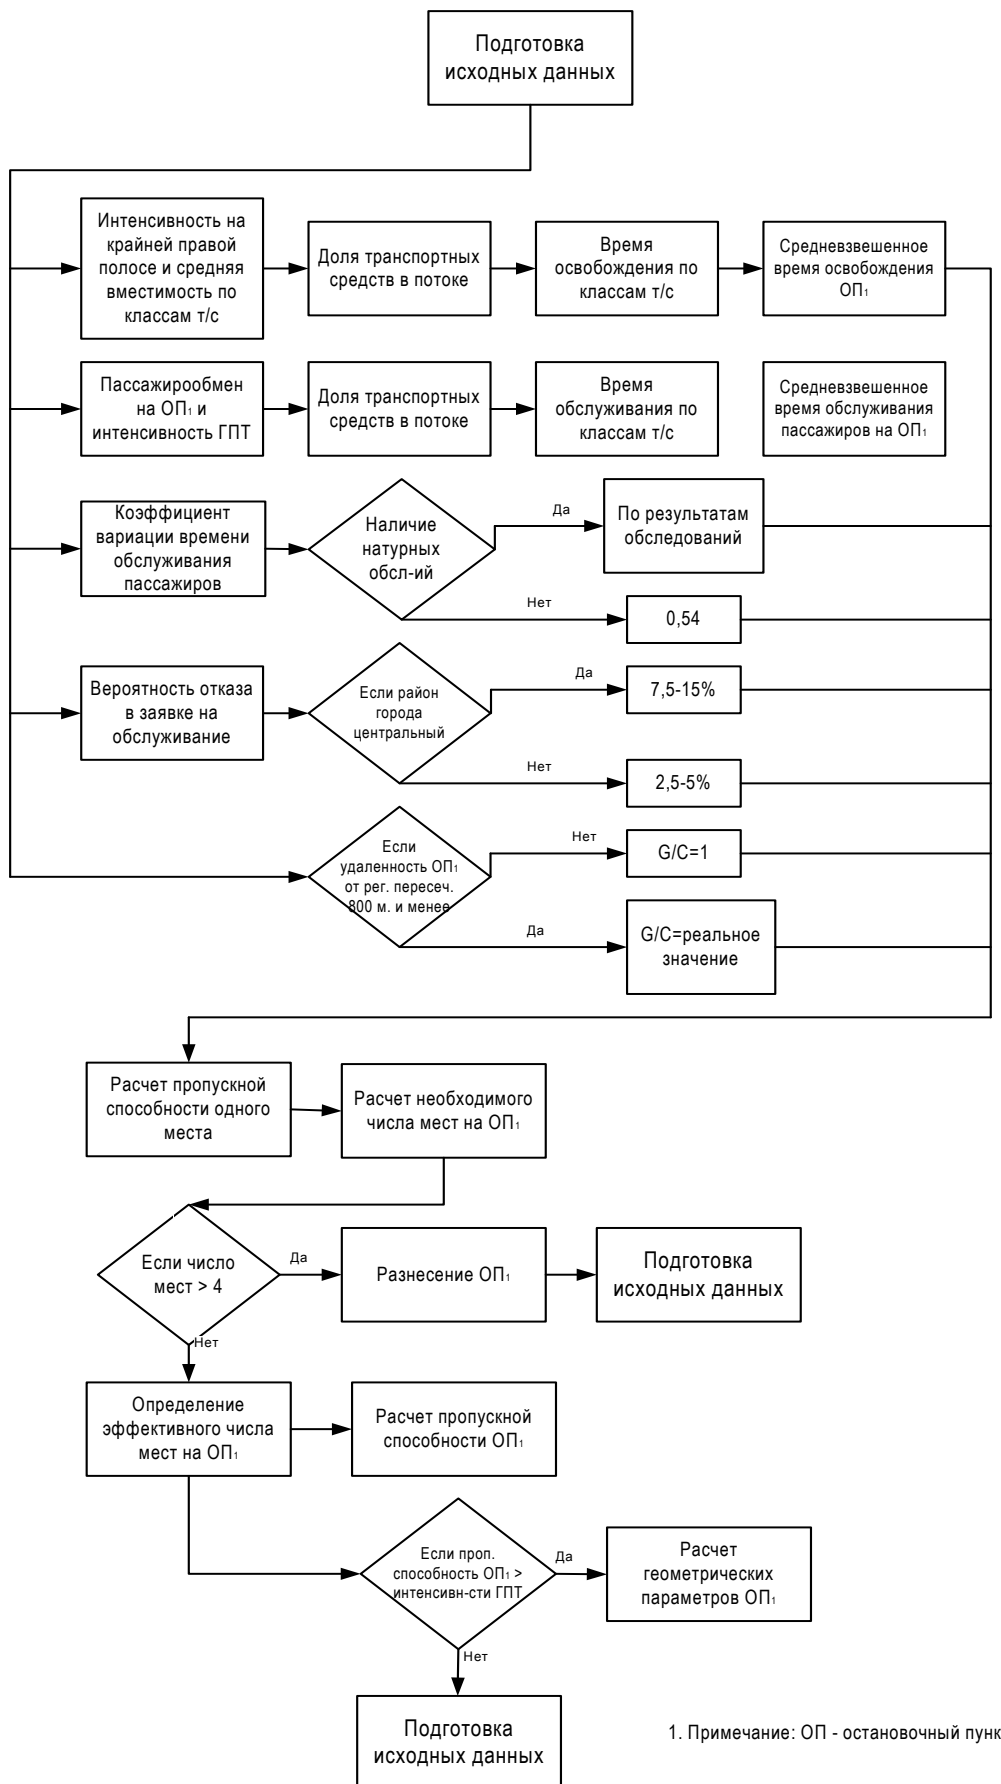 Подготовка
исходных данных
Интенсивность на
крайней правой
полосе и средняя
вместимость по
классам т/с
Доля транспортных
средств в потоке
Время
освобождения по
классам т/с
Средневзвешенное
время освобождения
ОП₁
Пассажирообмен
на ОП₁ и
интенсивность ГПТ
Доля транспортных
средств в потоке
Время
обслуживания по
классам т/с
Средневзвешенное
время обслуживания
пассажиров на ОП₁
Коэффициент
вариации времени
обслуживания
пассажиров
Наличие
натурных
обсл-ий
Да
По результатам
обследований
Нет
0,54
Вероятность отказа
в заявке на
обслуживание
Если район
города
центральный
Да
7,5-15%
Нет
2,5-5%
Если
удаленность ОП₁
от рег. пересеч.
800 м. и менее
Нет
G/C=1
Да
G/C=реальное
значение
Расчет пропускной
способности одного
места
Расчет необходимого
числа мест на ОП₁
Если число
мест > 4
Да
Разнесение ОП₁
Подготовка
исходных данных
Нет
Определение
эффективного числа
мест на ОП₁
Расчет пропускной
способности ОП₁
Если проп.
способность ОП₁ >
интенсивн-сти ГПТ
Да
Расчет
геометрических
параметров ОП₁
Нет
Подготовка
исходных данных
1. Примечание: ОП - остановочный пунк